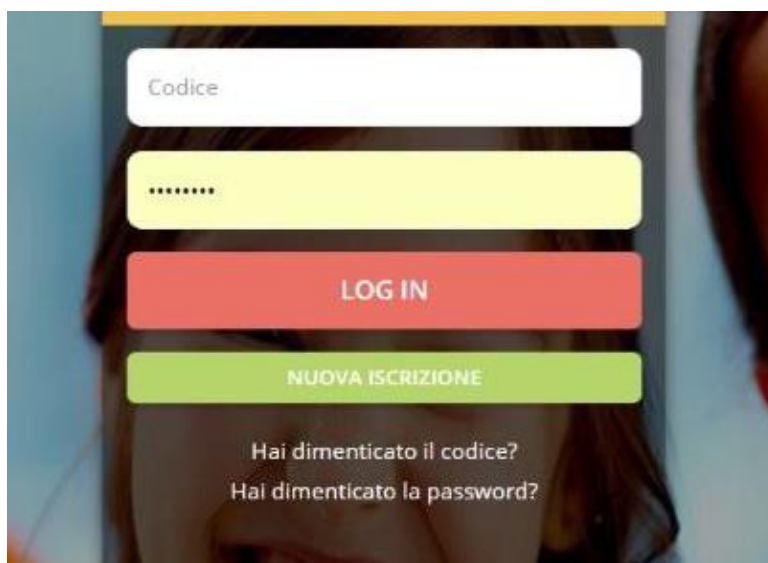 Codice
••••••••
LOG IN
NUOVA ISCRIZIONE
Hai dimenticato il codice?
Hai dimenticato la password?